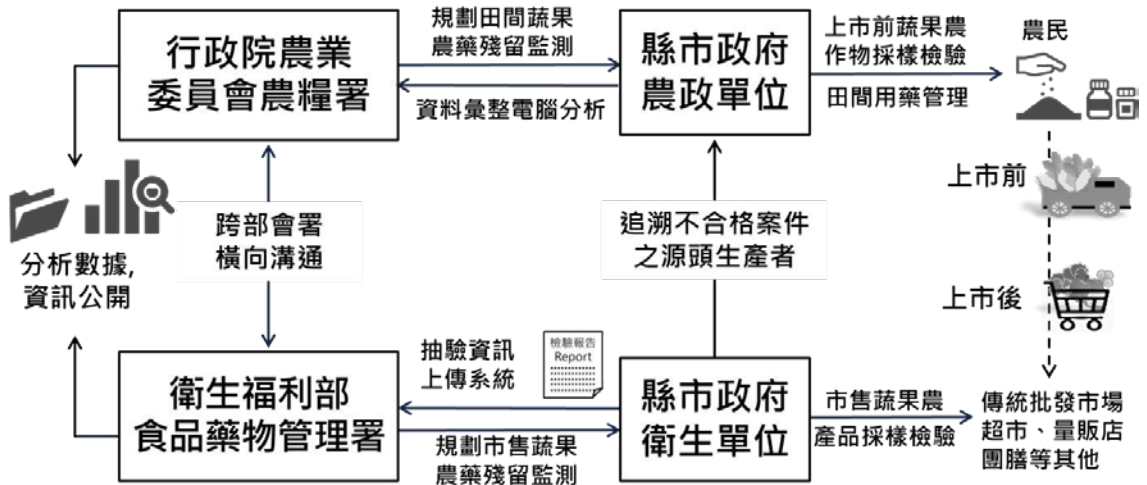 行政院農業
委員會農糧署
規劃田間蔬果
農藥殘留監測
資料彙整電腦分析
縣市政府
農政單位
上市前蔬果農
作物採樣檢驗
田間用藥管理
農民
上市前
上市後
分析數據,
資訊公開
跨部會署
橫向溝通
追溯不合格案件
之源頭生產者
衛生福利部
食品藥物管理署
抽驗資訊
上傳系統
檢驗報告
Report
規劃市售蔬果
農藥殘留監測
縣市政府
衛生單位
市售蔬果農
產品採樣檢驗
傳統批發市場
超市、量販店
團膳等其他